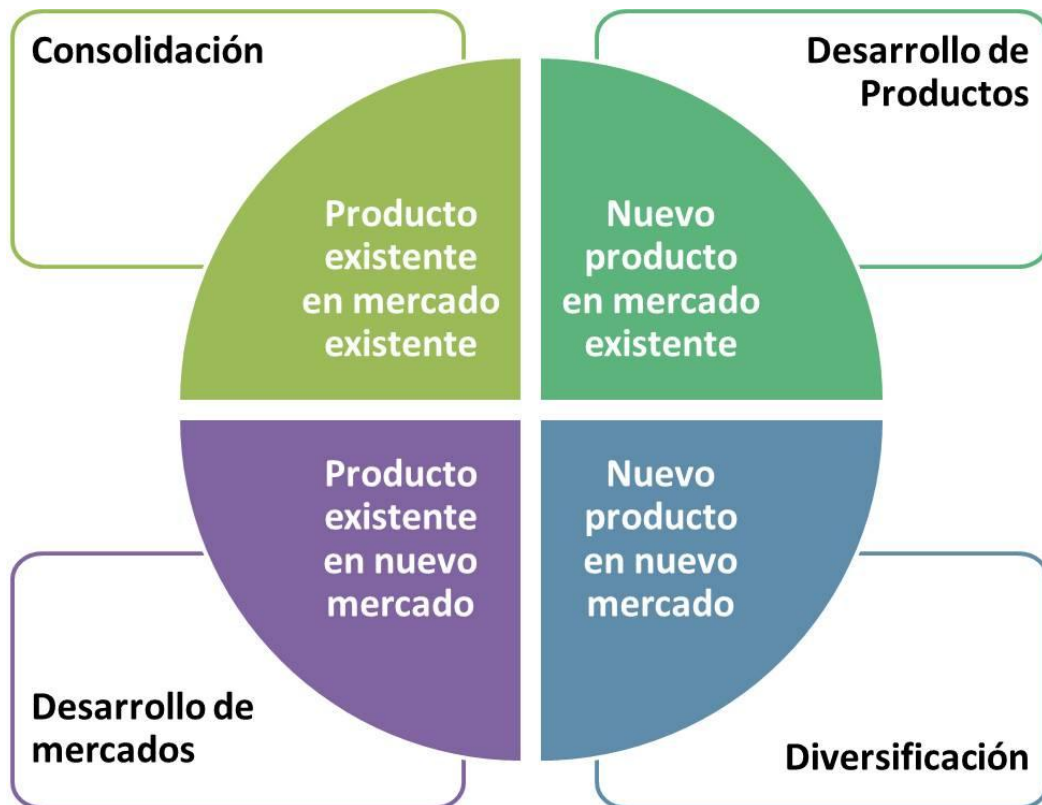 Consolidación
Desarrollo de
Productos
Producto
existente
en mercado
existente
Nuevo
producto
en mercado
existente
Producto
existente
en nuevo
mercado
Nuevo
producto
en nuevo
mercado
Desarrollo de
mercados
Diversificación